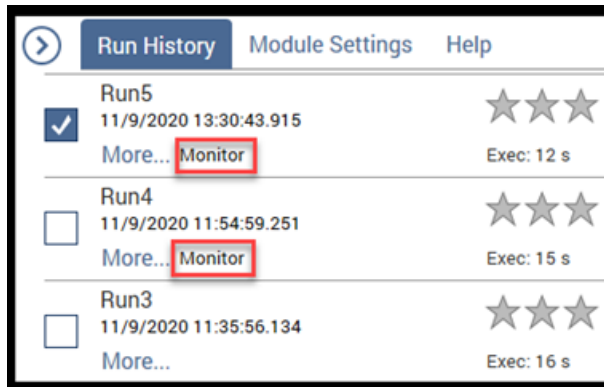 Run History Module Settings Help
Run5
11/9/2020 13:30:43.915
More... Monitor Exec: 12 s
Run4
11/9/2020 11:54:59.251
More... Monitor Exec: 15 s
Run3
11/9/2020 11:35:56.134
More... Exec: 16 s